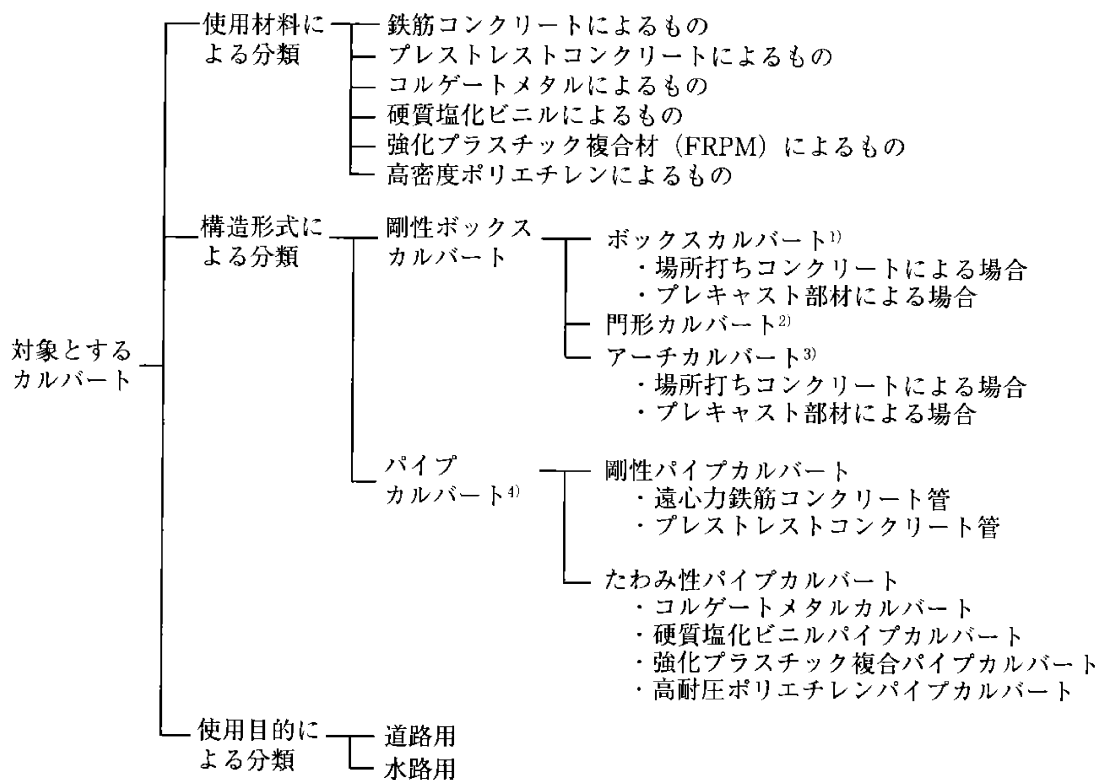 使用材料に
よる分類
鉄筋コンクリートによるもの
プレストレストコンクリートによるもの
コルゲートメタルによるもの
硬質塩化ビニルによるもの
強化プラスチック複合材（FRPM）によるもの
高密度ポリエチレンによるもの
構造形式に
よる分類
剛性ボックス
カルバート
ボックスカルバート1)
・場所打ちコンクリートによる場合
・プレキャスト部材による場合
門形カルバート2)
アーチカルバート3)
・場所打ちコンクリートによる場合
・プレキャスト部材による場合
対象とする
カルバート
パイプ
カルバート4)
剛性パイプカルバート
・遠心力鉄筋コンクリート管
・プレストレストコンクリート管
たわみ性パイプカルバート
・コルゲートメタルカルバート
・硬質塩化ビニルパイプカルバート
・強化プラスチック複合パイプカルバート
・高耐圧ポリエチレンパイプカルバート
使用目的に
よる分類
道路用
水路用